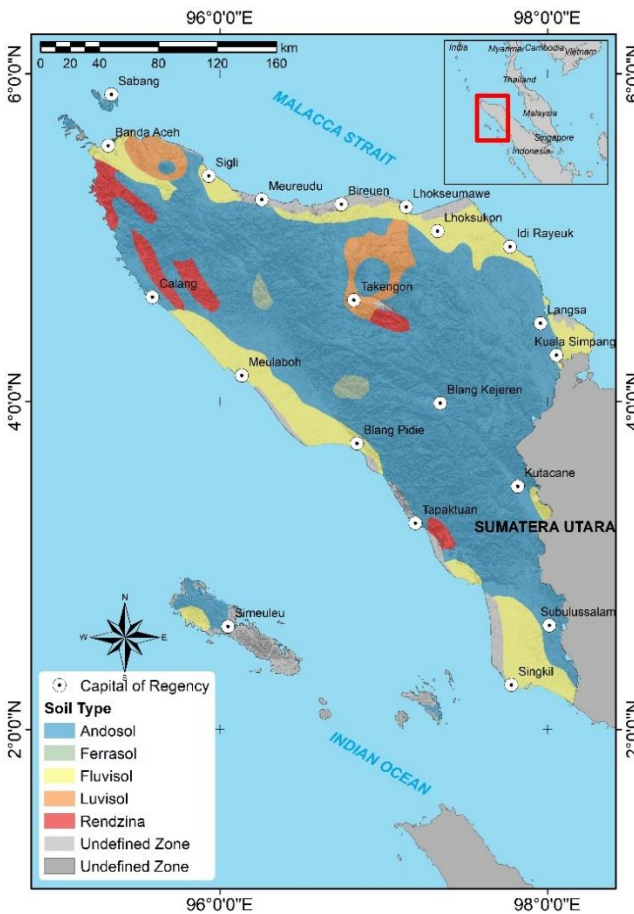 96°0'0"E
98°0'0"E
0 20 40 80 120 160
km
India
Myanmar
Cambodia
Vietnam
Thailand
Malaysia
Singapore
Indonesia
6°0'0"N
6°0'0"N
Sabang
MALACCA STRAIT
Banda Aceh
Sigli
Meureudu
Bireuen
Lhokseumawe
Lhoksukon
Idi Rayeuk
Calang
Takengon
Langsa
Kuala Simpang
Meulaboh
4°0'0"N
4°0'0"N
Blang Kejeren
Blang Pidie
Kutacane
Tapaktuan
SUMATERA UTARA
N
W E
S
Simeuleu
Subulussalam
Singkil
2°0'0"N
2°0'0"N
INDIAN OCEAN
Capital of Regency
Soil Type
Andosol
Ferrasol
Fluvisol
Luvisol
Rendzina
Undefined Zone
Undefined Zone
96°0'0"E
98°0'0"E